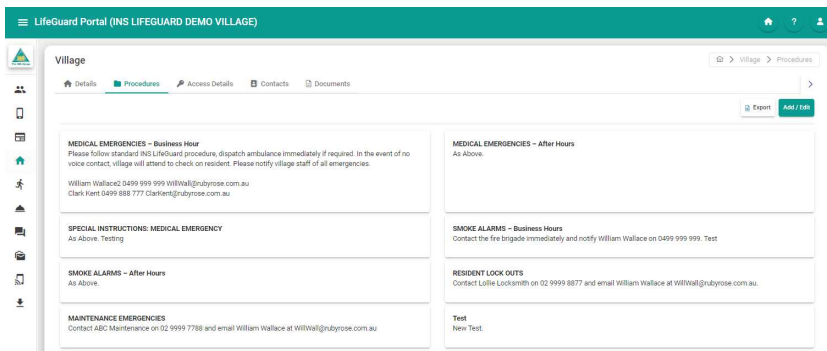 LifeGuard Portal (INS LIFEGUARD DEMO VILLAGE)
?
Village
Village > Procedures
Details
Procedures
Access Details
Contacts
Documents
Export
Add / Edit
MEDICAL EMERGENCIES – Business Hour
Please follow standard INS LifeGuard procedure, dispatch ambulance immediately if required. In the event of no
voice contact, village will attend to check on resident. Please notify village staff of all emergencies.
William Wallace2 0499 999 999 WillWall@rubyrose.com.au
Clark Kent 0499 888 777 ClarKent@rubyrose.com.au
MEDICAL EMERGENCIES – After Hours
As Above.
SPECIAL INSTRUCTIONS: MEDICAL EMERGENCY
As Above. Testing
SMOKE ALARMS – Business Hours
Contact the fire brigade immediately and notify William Wallace on 0499 999 999. Test
SMOKE ALARMS – After Hours
As Above.
RESIDENT LOCK OUTS
Contact Lollie Locksmith on 02 9999 8877 and email William Wallace at WillWall@rubyrose.com.au.
MAINTENANCE EMERGENCIES
Contact ABC Maintenance on 02 9999 7788 and email William Wallace at WillWall@rubyrose.com.au
Test
New Test.